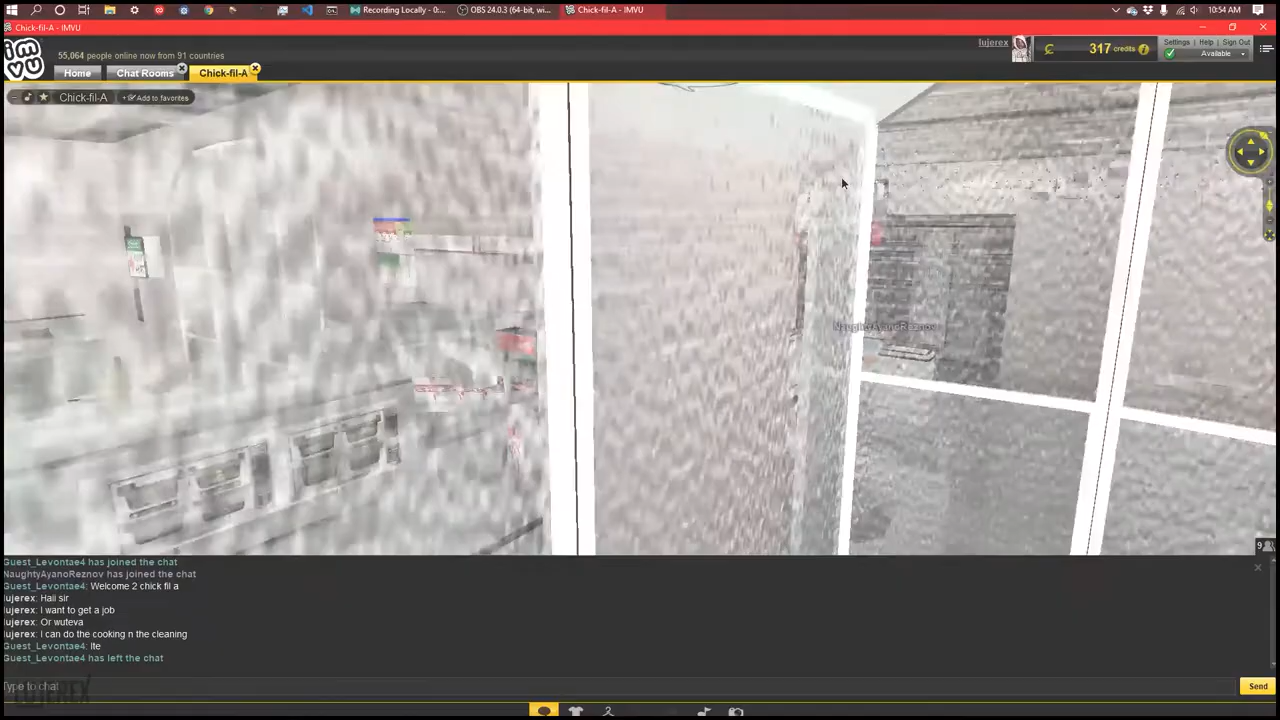 Recording Locally - 0:...
OBS 24.0.3 (64-bit, wi...
Chick-fil-A - IMVU
10:54 AM
Chick-fil-A - IMVU
imvu
55,064 people online now from 91 countries
lujerex
317 credits
Settings | Help | Sign Out
Available
Home
Chat Rooms
Chick-fil-A
Chick-fil-A
+ Add to favorites
NaughtyAyanoReznov
9
Guest_Levontae4 has joined the chat
NaughtyAyanoReznov has joined the chat
Guest_Levontae4: Welcome 2 chick fil a
lujerex: Hail sir
lujerex: I want to get a job
lujerex: Or wuteva
lujerex: I can do the cooking n the cleaning
Guest_Levontae4: Ite
Guest_Levontae4 has left the chat
Type to chat
LUJEREX
Send